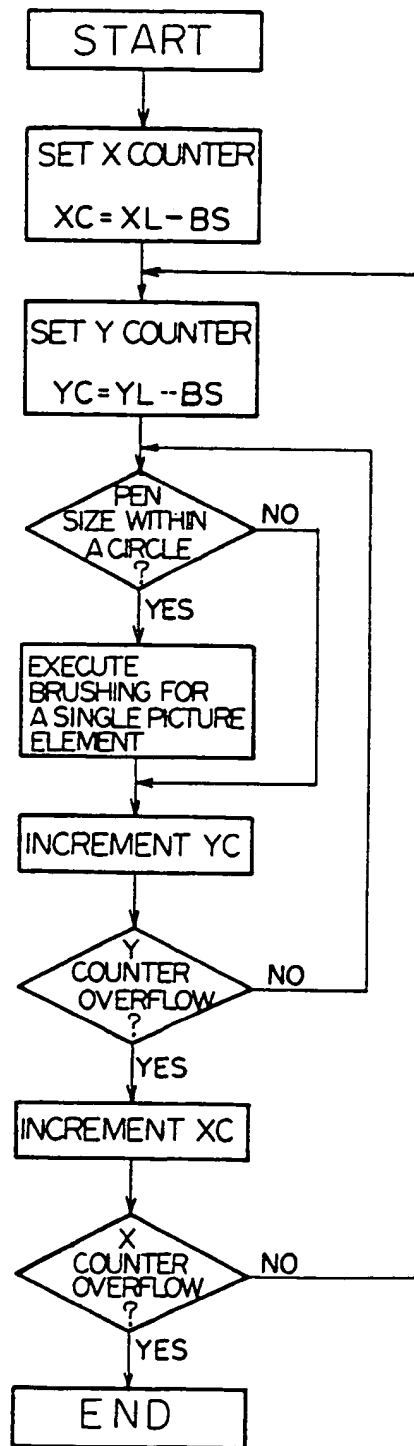 START
SET X COUNTER
XC=XL-BS
SET Y COUNTER
YC=YL--BS
PEN
SIZE WITHIN
A CIRCLE
?
NO
YES
EXECUTE
BRUSHING FOR
A SINGLE PICTURE
ELEMENT
INCREMENT YC
Y
COUNTER
OVERFLOW
?
NO
YES
INCREMENT XC
X
COUNTER
OVERFLOW
?
NO
YES
END